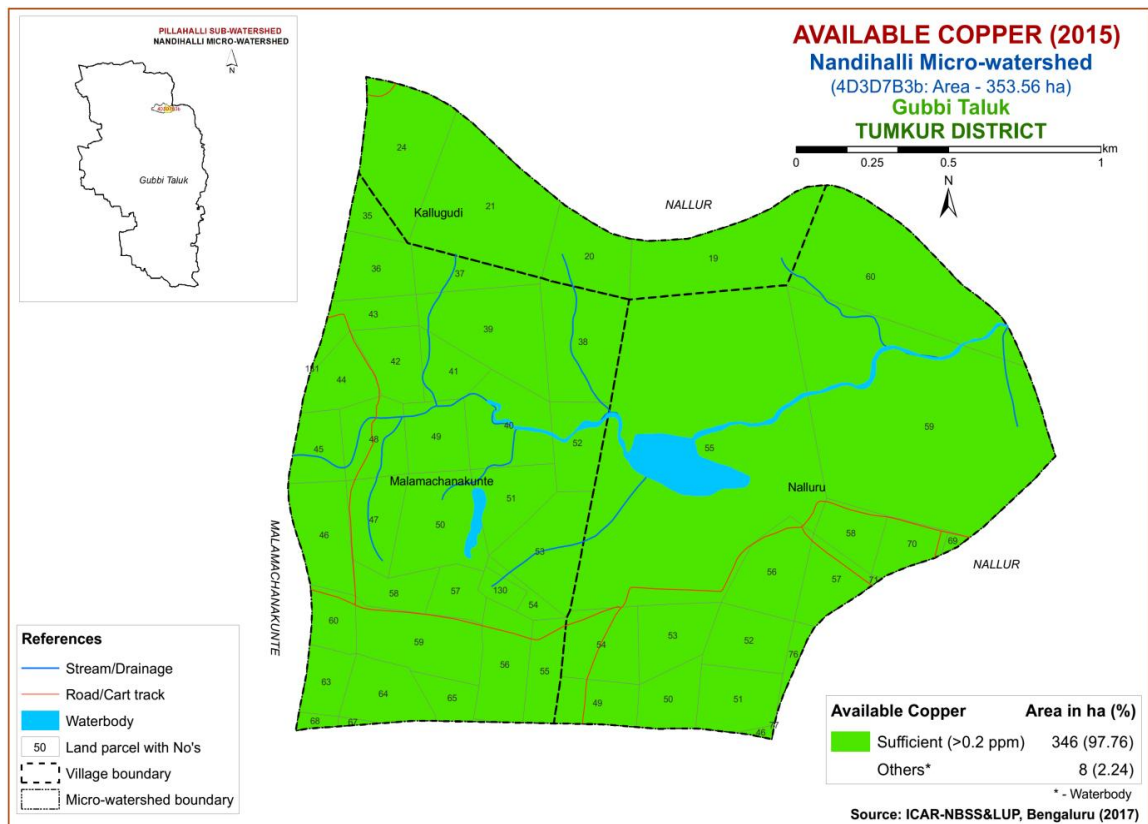 PILLAHALLI SUB-WATERSHED
NANDIHALLI MICRO-WATERSHED
N
Gubbi Taluk
AVAILABLE COPPER (2015)
Nandihalli Micro-watershed
(4D3D7B3b: Area - 353.56 ha)
Gubbi Taluk
TUMKUR DISTRICT
km
0 0.25 0.5 1
N
24
21
NALLUR
35
Kallugudi
20
19
36
37
60
43
39
38
42
41
44
45
48
49
40
52
55
59
Malamachanakunte
51
50
Nalluru
46
47
53
58
70
69
NALLUR
MALAMACHANAKUNTE
58
57
130
54
56
57
71
60
59
54
53
52
56
55
76
63
64
65
49
50
51
68
67
46
77
References
Stream/Drainage
Road/Cart track
Waterbody
50 Land parcel with No's
Village boundary
Micro-watershed boundary
Available Copper Area in ha (%)
Sufficient (>0.2 ppm) 346 (97.76)
Others* 8 (2.24)
* - Waterbody
Source: ICAR-NBSS&LUP, Bengaluru (2017)